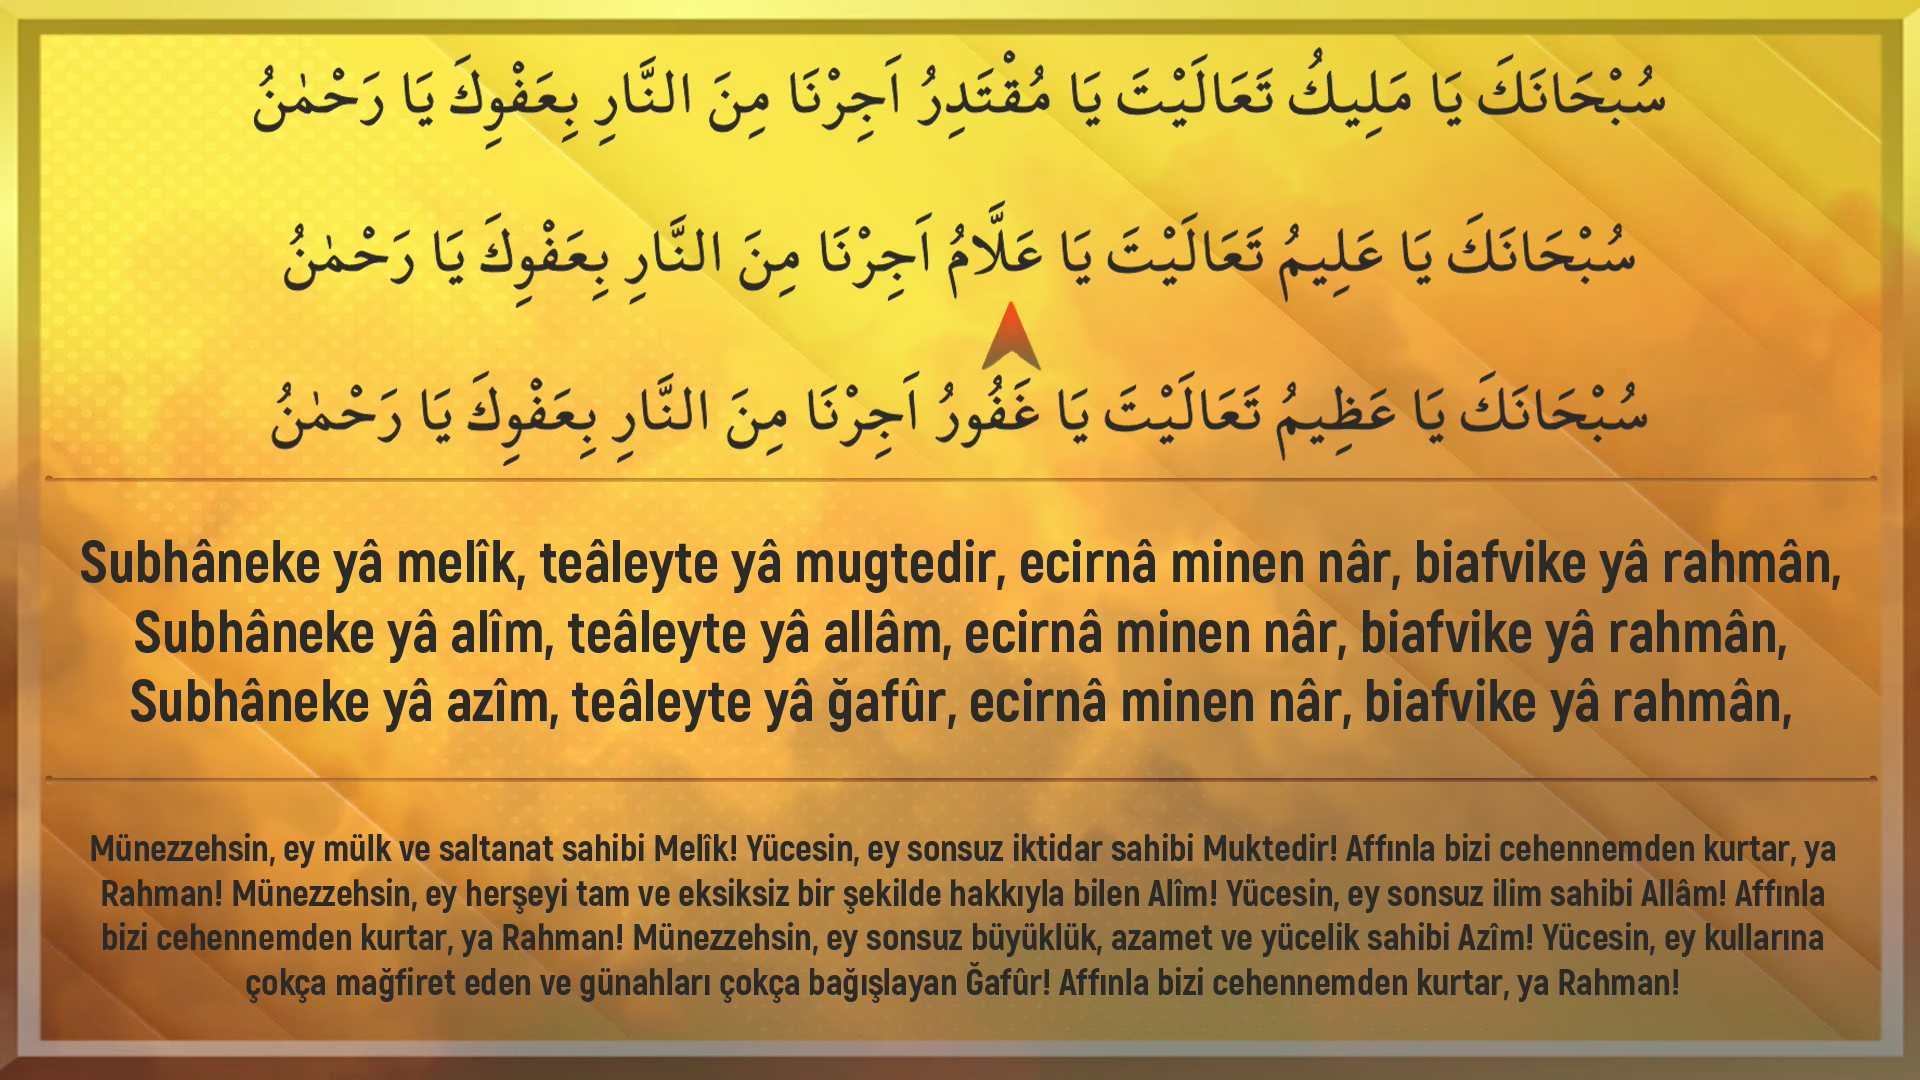 سُبْحَانَكَ يَا مَلِيكُ تَعَالَيْتَ يَا مُقْتَدِرُ اَجِرْنَا مِنَ النَّارِ بِعَفْوِكَ يَا رَحْمٰنُ
سُبْحَانَكَ يَا عَلِيمُ تَعَالَيْتَ يَا عَلَّامُ اَجِرْنَا مِنَ النَّارِ بِعَفْوِكَ يَا رَحْمٰنُ
سُبْحَانَكَ يَا عَظِيمُ تَعَالَيْتَ يَا غَفُورُ اَجِرْنَا مِنَ النَّارِ بِعَفْوِكَ يَا رَحْمٰنُ
Subhâneke yâ melîk, teâleyte yâ mugtedir, ecirnâ minen nâr, biafvike yâ rahmân,
Subhâneke yâ alîm, teâleyte yâ allâm, ecirnâ minen nâr, biafvike yâ rahmân,
Subhâneke yâ azîm, teâleyte yâ ğafûr, ecirnâ minen nâr, biafvike yâ rahmân,
Münezzehsin, ey mülk ve saltanat sahibi Melîk! Yücesin, ey sonsuz iktidar sahibi Muktedir! Affınla bizi cehennemden kurtar, ya
Rahman! Münezzehsin, ey herşeyi tam ve eksiksiz bir şekilde hakkıyla bilen Alîm! Yücesin, ey sonsuz ilim sahibi Allâm! Affınla
bizi cehennemden kurtar, ya Rahman! Münezzehsin, ey sonsuz büyüklük, azamet ve yücelik sahibi Azîm! Yücesin, ey kullarına
çokça mağfiret eden ve günahları çokça bağışlayan Ğafûr! Affınla bizi cehennemden kurtar, ya Rahman!